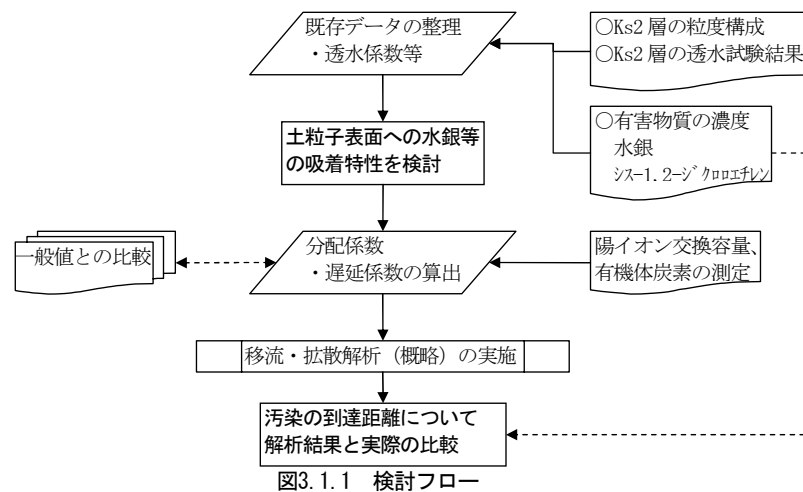 既存データの整理
・透水係数等
○Ks2層の粒度構成
○Ks2層の透水試験結果
土粒子表面への水銀等
の吸着特性を検討
○有害物質の濃度
水銀
ｼｽ-1,2-ｼﾞｸﾛﾛｴﾁﾚﾝ
一般値との比較
分配係数
・遅延係数の算出
陽イオン交換容量、
有機体炭素の測定
移流・拡散解析（概略）の実施
汚染の到達距離について
解析結果と実際の比較
図3.1.1 検討フロー